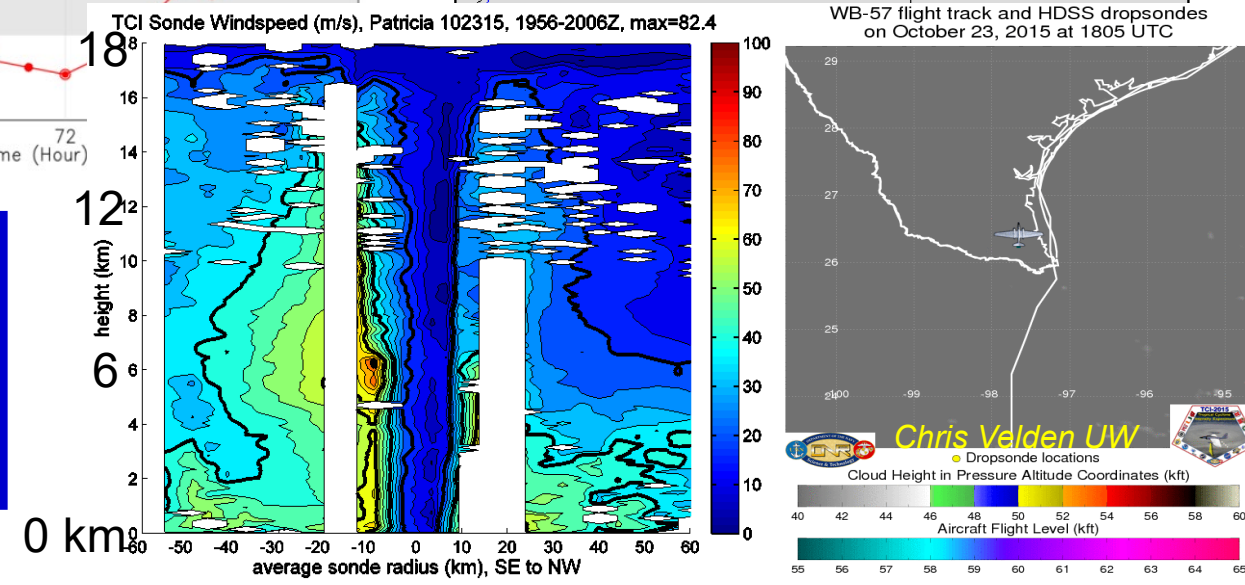 72
me (Hour)
TCI Sonde Windspeed (m/s), Patricia 102315, 1956-2006Z, max=82.4
18
12
6
0 km
18
16
14
12
10
8
6
4
2
0
height (km)
-60 -50 -40 -30 -20 -10 0 10 20 30 40 50 60
average sonde radius (km), SE to NW
100
90
80
70
60
50
40
30
20
10
0
WB-57 flight track and HDSS dropsondes
on October 23, 2015 at 1805 UTC
29
28
27
26
25
24
-100 -99 -98 -97 -96 -95
TCI-2015
Chris Velden UW
Dropsonde locations
Cloud Height in Pressure Altitude Coordinates (kft)
40 42 44 46 48 50 52 54 56 58 60
Aircraft Flight Level (kft)
55 56 57 58 59 60 61 62 63 64 65